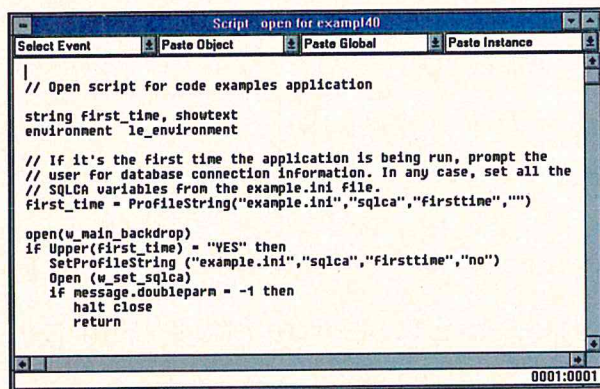 Script - open for exampl40
Select Event Paste Object Paste Global Paste Instance
// Open script for code examples application
string first_time, showtext
environment le_environment
// If it's the first time the application is being run, prompt the
// user for database connection information. In any case, set all the
// SQLCA variables from the example.ini file.
first_time = ProfileString("example.ini","sqlca","firsttime","")
open(w_main_backdrop)
if Upper(first_time) = "YES" then
SetProfileString ("example.ini","sqlca","firsttime","no")
Open (w_set_sqlca)
if message.doubleparm = -1 then
halt close
return
0001:0001